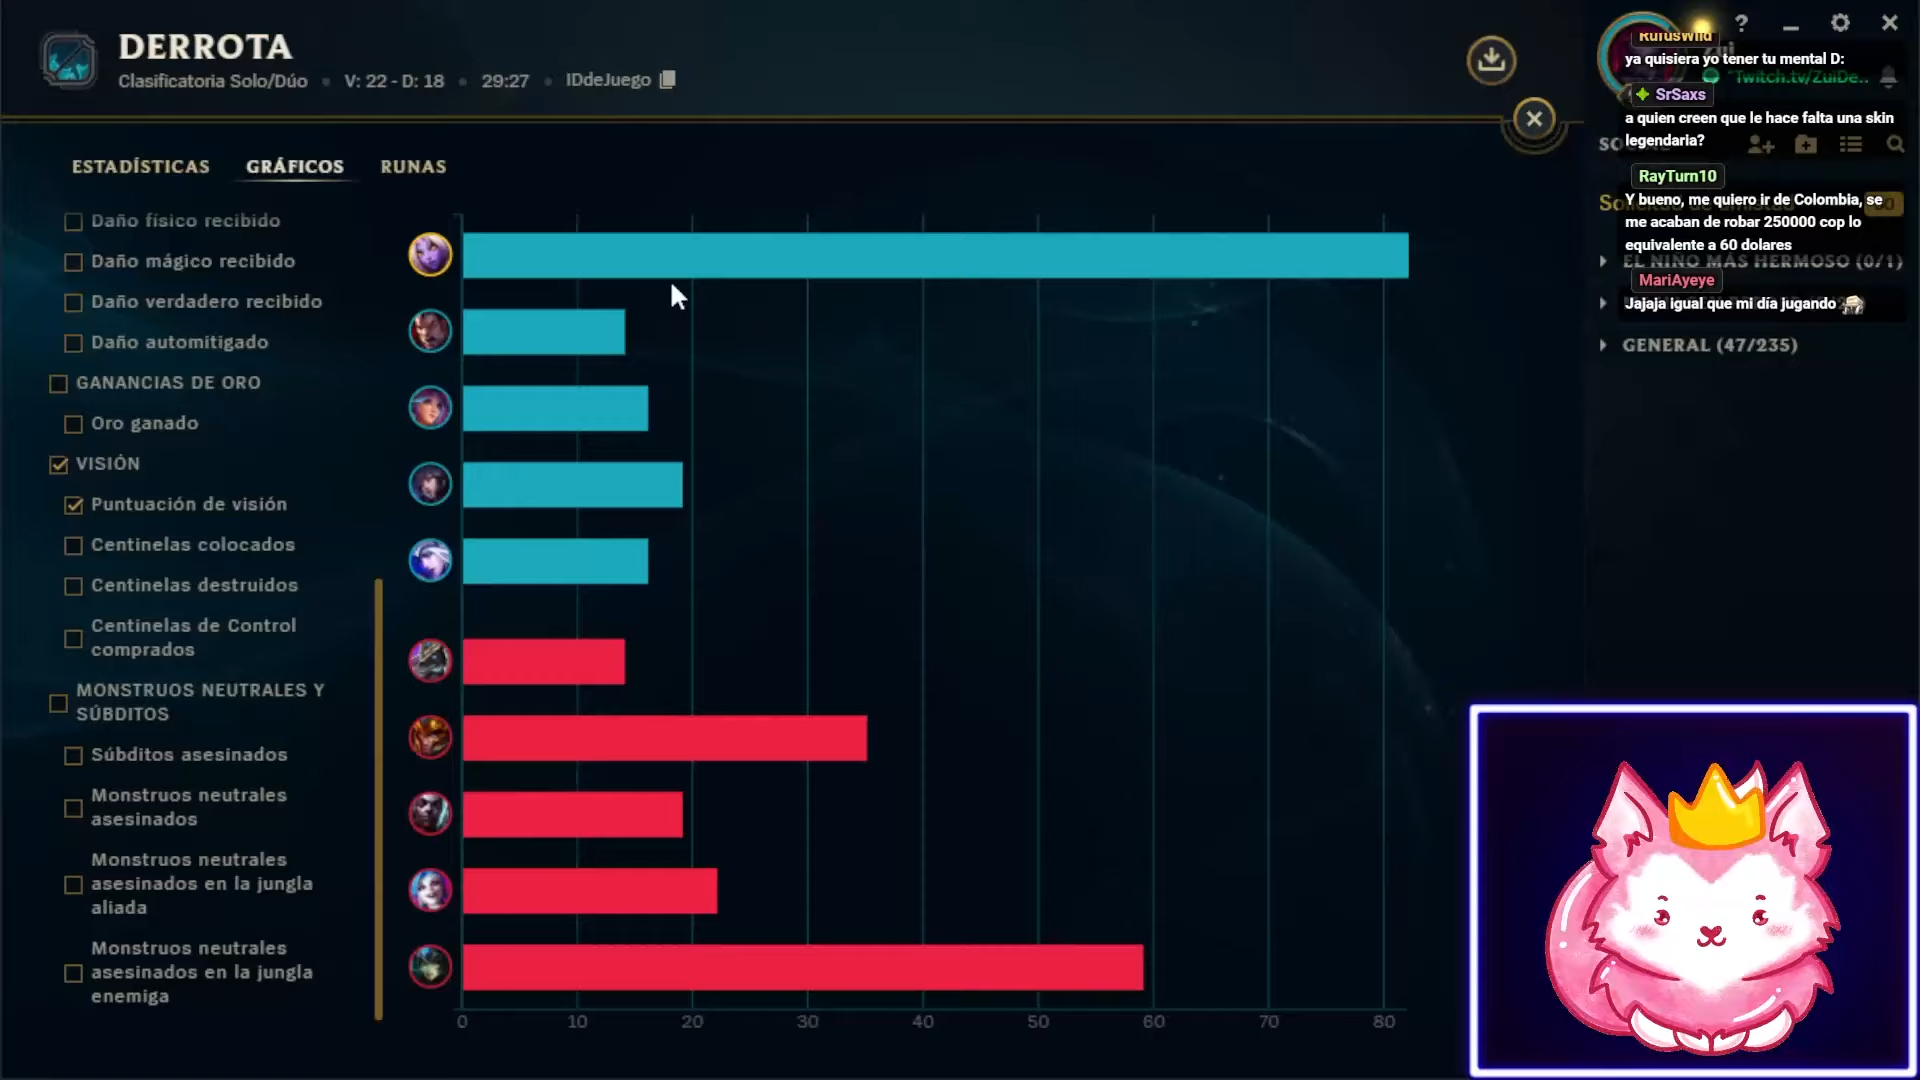 DERROTA
Clasificatoria Solo/Dúo • V: 22 - D: 18 • 29:27 • IDdeJuego
ESTADÍSTICAS GRÁFICOS RUNAS
Daño físico recibido
Daño mágico recibido
Daño verdadero recibido
Daño automitigado
GANANCIAS DE ORO
Oro ganado
VISIÓN
Puntuación de visión
Centinelas colocados
Centinelas destruidos
Centinelas de Control
comprados
MONSTRUOS NEUTRALES Y
SÚBDITOS
Súbditos asesinados
Monstruos neutrales
asesinados
Monstruos neutrales
asesinados en la jungla
aliada
Monstruos neutrales
asesinados en la jungla
enemiga
0 10 20 30 40 50 60 70 80
?
RufusWild
ya quisiera yo tener tu mental D:
"Twitch.tv/ZuiDe..
SrSaxs
a quien creen que le hace falta una skin
legendaria?
RayTurn10
Y bueno, me quiero ir de Colombia, se
me acaban de robar 250000 cop lo
equivalente a 60 dolares
EL NIÑO MÁS HERMOSO (0/1)
MariAyeye
Jajaja igual que mi día jugando
GENERAL (47/235)